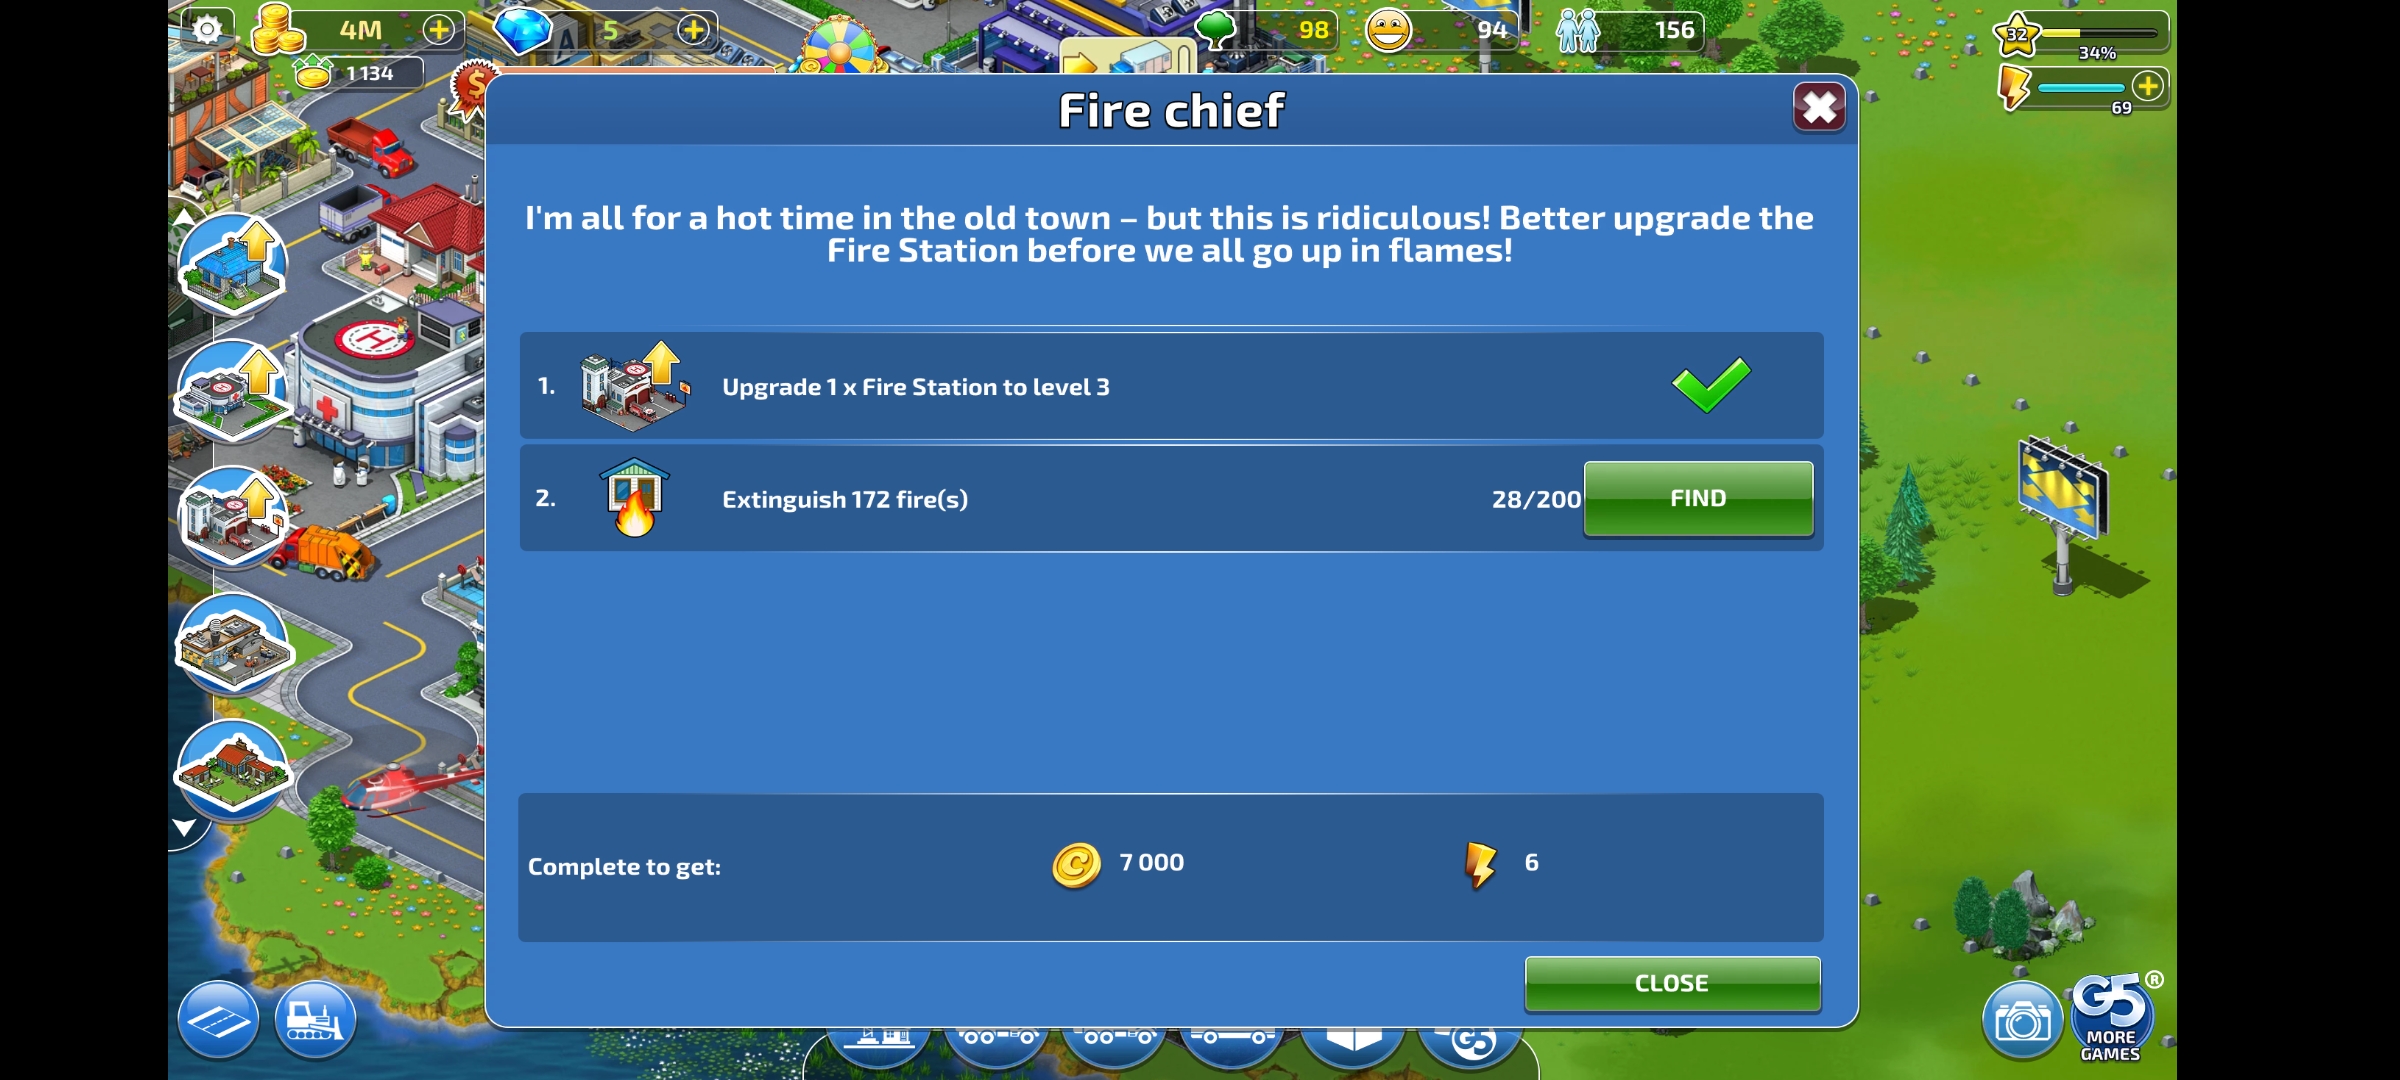 4M
5
98
94
156
32
34%
1 134
69
Fire chief
I'm all for a hot time in the old town – but this is ridiculous! Better upgrade the
Fire Station before we all go up in flames!
1.
Upgrade 1 x Fire Station to level 3
2.
Extinguish 172 fire(s)
28/200
FIND
Complete to get:
7 000
6
CLOSE
A
H
$
C
G5
G5®
MORE
GAMES